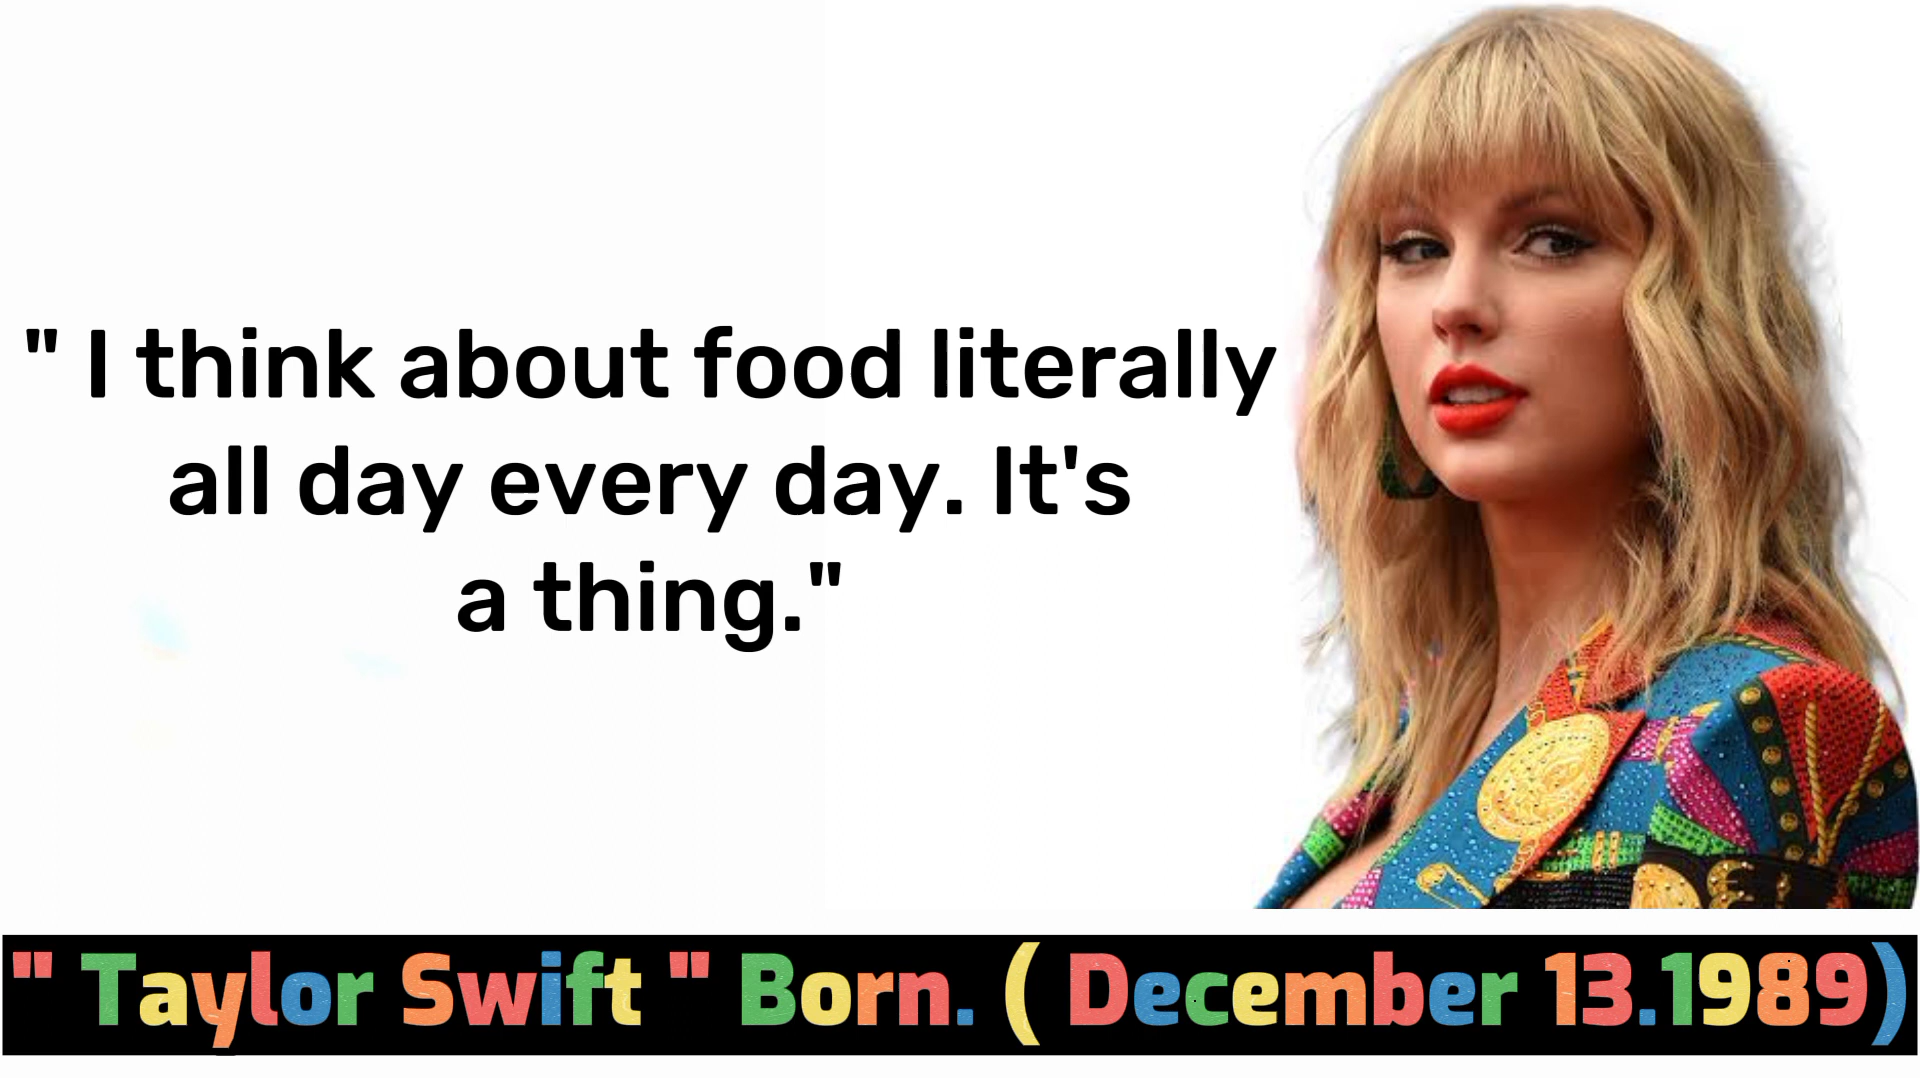 " I think about food literally
all day every day. It's
a thing."
" Taylor Swift " Born. ( December 13.1989)